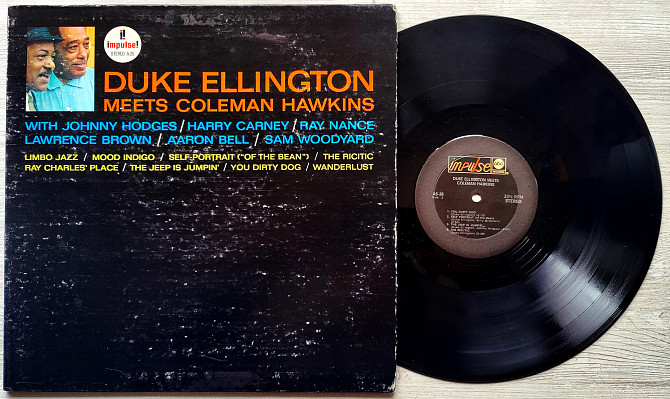 i!
impulse!
STEREO A-26
DUKE ELLINGTON
MEETS COLEMAN HAWKINS
WITH JOHNNY HODGES / HARRY CARNEY / RAY NANCE
LAWRENCE BROWN / AARON BELL / SAM WOODYARD
LIMBO JAZZ / MOOD INDIGO / SELF-PORTRAIT ("OF THE BEAN") / THE RICITIC
RAY CHARLES' PLACE / THE JEEP IS JUMPIN' / YOU DIRTY DOG / WANDERLUST
impulse abc
DUKE ELLINGTON MEETS
COLEMAN HAWKINS
AS-26
STEREO